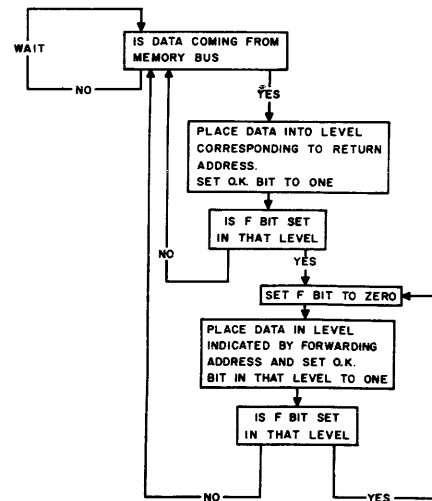 IS DATA COMING FROM
MEMORY BUS
WAIT
NO
YES
PLACE DATA INTO LEVEL
CORRESPONDING TO RETURN
ADDRESS.
SET O.K. BIT TO ONE
IS F BIT SET
IN THAT LEVEL
NO
YES
SET F BIT TO ZERO
PLACE DATA IN LEVEL
INDICATED BY FORWARDING
ADDRESS AND SET O.K.
BIT IN THAT LEVEL TO ONE
IS F BIT SET
IN THAT LEVEL
NO
YES